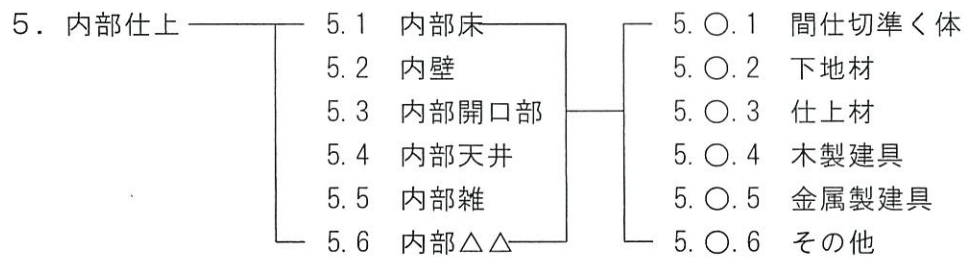 ５．内部仕上
5.1 内部床
5.2 内壁
5.3 内部開口部
5.4 内部天井
5.5 内部雑
5.6 内部△△
5.○.1 間仕切準く体
5.○.2 下地材
5.○.3 仕上材
5.○.4 木製建具
5.○.5 金属製建具
5.○.6 その他